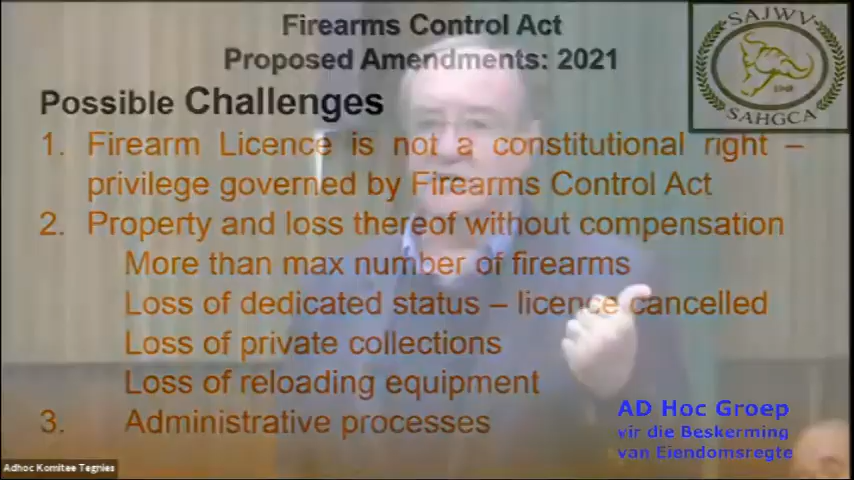 Firearms Control Act
Proposed Amendments: 2021
SAJWV
1949
SAHGCA
Possible Challenges
1. Firearm Licence is not a constitutional right –
privilege governed by Firearms Control Act
2. Property and loss thereof without compensation
More than max number of firearms
Loss of dedicated status – licence cancelled
Loss of private collections
Loss of reloading equipment
3. Administrative processes
AD Hoc Groep
vir die Beskerming
van Eiendomsregte
Adhoc Komitee Tegnies